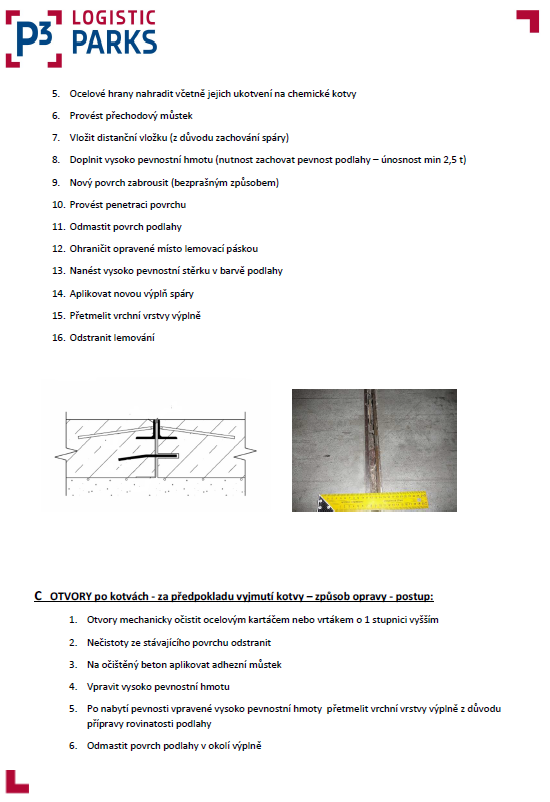 P3 LOGISTIC
PARKS
5. Ocelové hrany nahradit včetně jejich ukotvení na chemické kotvy
6. Provést přechodový můstek
7. Vložit distanční vložku (z důvodu zachování spáry)
8. Doplnit vysoko pevnostní hmotu (nutnost zachovat pevnost podlahy – únosnost min 2,5 t)
9. Nový povrch zabrousit (bezprašným způsobem)
10. Provést penetraci povrchu
11. Odmastit povrch podlahy
12. Ohraničit opravené místo lemovací páskou
13. Nanést vysoko pevnostní stěrku v barvě podlahy
14. Aplikovat novou výplň spáry
15. Přetmelit vrchní vrstvy výplně
16. Odstranit lemování
C OTVORY po kotvách - za předpokladu vyjmutí kotvy – způsob opravy - postup:
1. Otvory mechanicky očistit ocelovým kartáčem nebo vrtákem o 1 stupnici vyšším
2. Nečistoty ze stávajícího povrchu odstranit
3. Na očištěný beton aplikovat adhezní můstek
4. Vpravit vysoko pevnostní hmotu
5. Po nabytí pevnosti vpravené vysoko pevnostní hmoty přetmelit vrchní vrstvy výplně z důvodu
přípravy rovinatosti podlahy
6. Odmastit povrch podlahy v okolí výplně